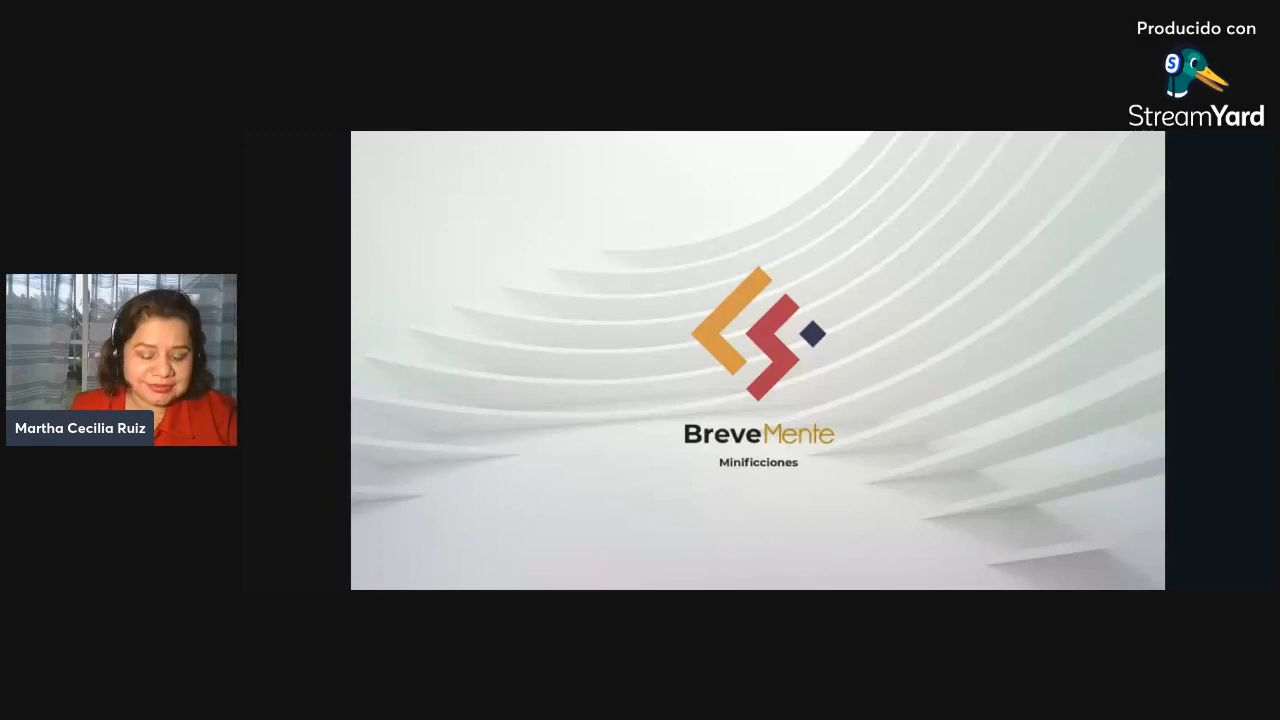 Producido con
S
StreamYard
BreveMente
Minificciones
Martha Cecilia Ruiz